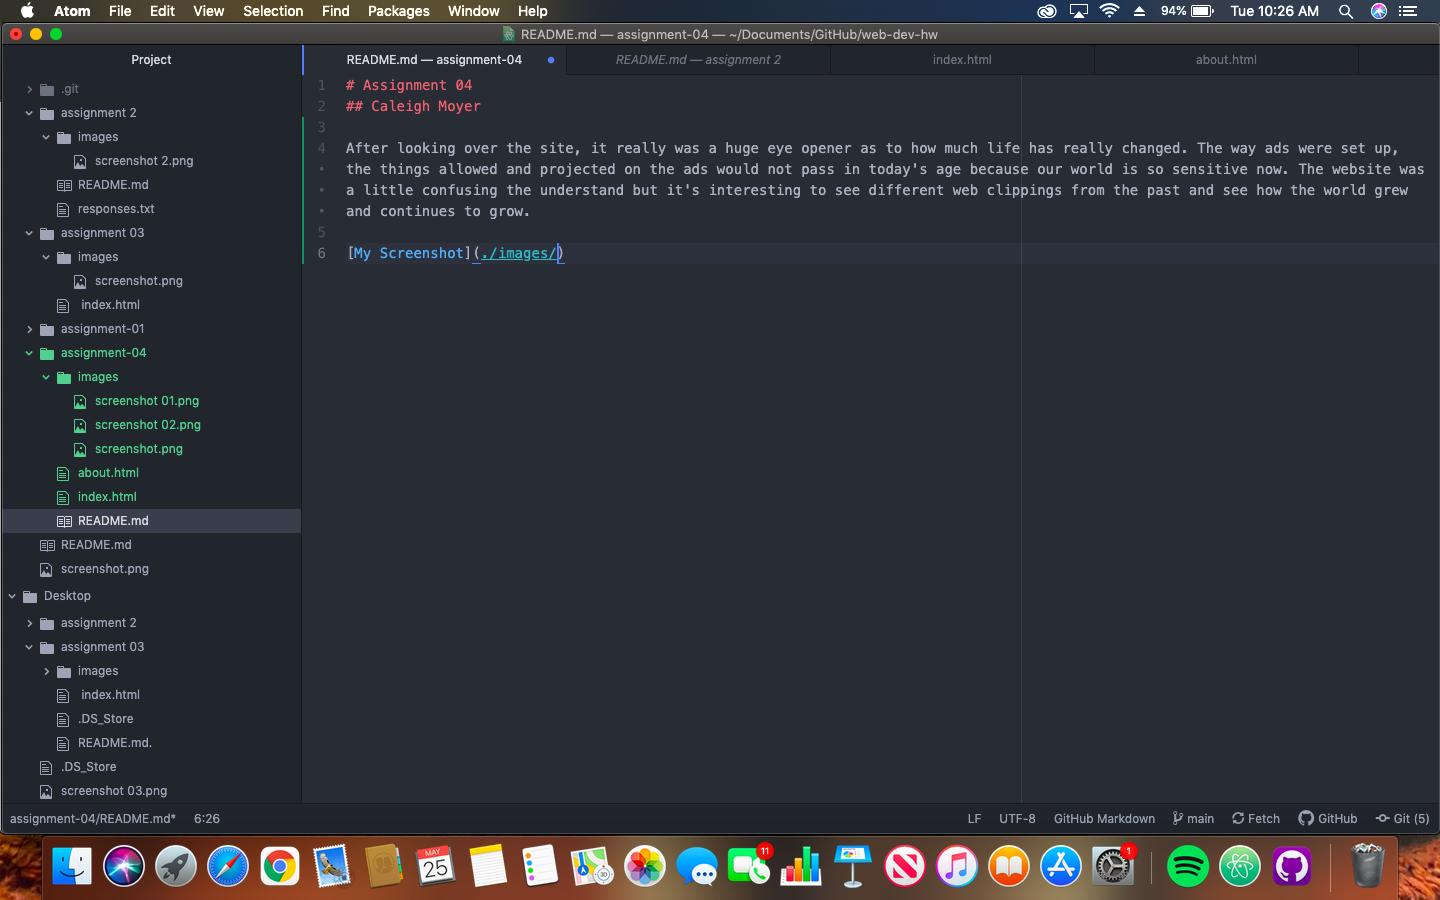 Atom File Edit View Selection Find Packages Window Help 94% Tue 10:26 AM
README.md — assignment-04 — ~/Documents/GitHub/web-dev-hw
Project
README.md — assignment-04
README.md — assignment 2
index.html
about.html
.git
assignment 2
images
screenshot 2.png
README.md
responses.txt
assignment 03
images
screenshot.png
index.html
assignment-01
assignment-04
images
screenshot 01.png
screenshot 02.png
screenshot.png
about.html
index.html
README.md
README.md
screenshot.png
Desktop
assignment 2
assignment 03
images
index.html
.DS_Store
README.md.
.DS_Store
screenshot 03.png
1 # Assignment 04
2 ## Caleigh Moyer
3
4 After looking over the site, it really was a huge eye opener as to how much life has really changed. The way ads were set up,
the things allowed and projected on the ads would not pass in today's age because our world is so sensitive now. The website was
a little confusing the understand but it's interesting to see different web clippings from the past and see how the world grew
and continues to grow.
5
6 [My Screenshot](./images/)
assignment-04/README.md* 6:26 LF UTF-8 GitHub Markdown main Fetch GitHub Git (5)
MAY
25
11
1